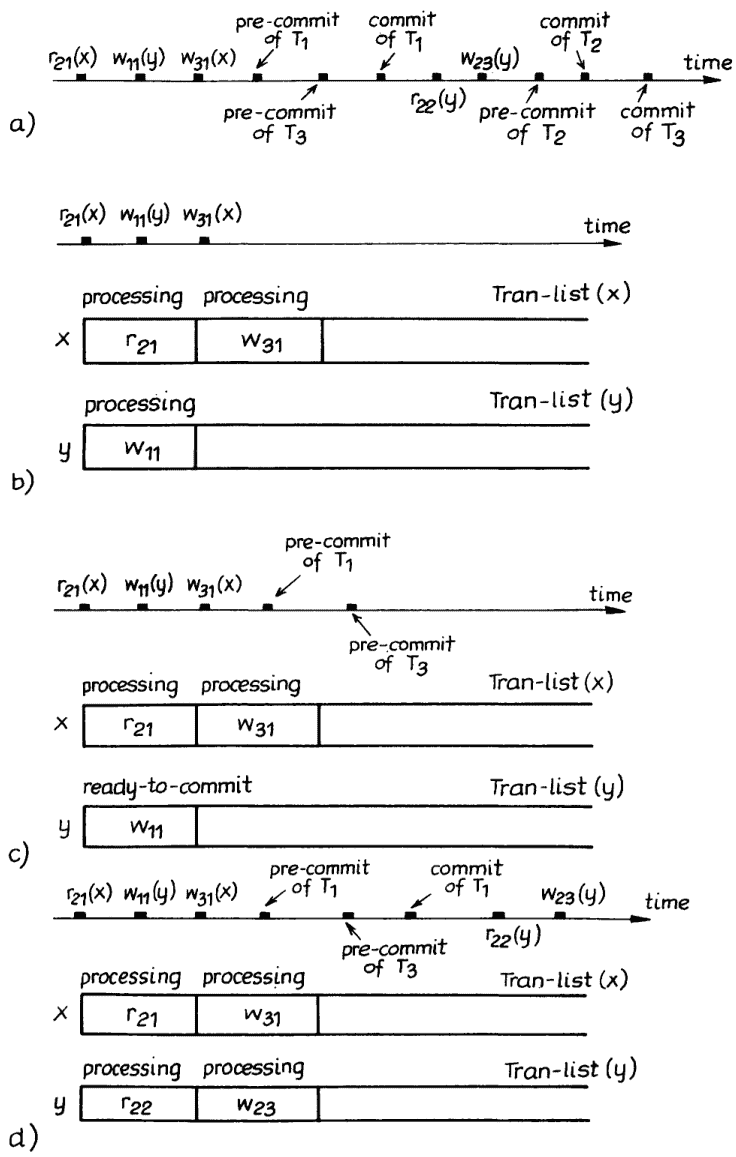 pre-commit of T1
commit of T1
commit of T2
r21(x) w11(y) w31(x) w23(y) time
r22(y)
pre-commit of T3
pre-commit of T2
commit of T3
a)
r21(x) w11(y) w31(x) time
processing processing Tran-list (x)
x r21 w31
processing Tran-list (y)
y w11
b)
pre-commit of T1
r21(x) w11(y) w31(x) time
pre-commit of T3
processing processing Tran-list (x)
x r21 w31
ready-to-commit Tran-list (y)
y w11
c)
pre-commit of T1
commit of T1
r21(x) w11(y) w31(x) w23(y) time
r22(y)
pre-commit of T3
processing processing Tran-list (x)
x r21 w31
processing processing Tran-list (y)
y r22 w23
d)